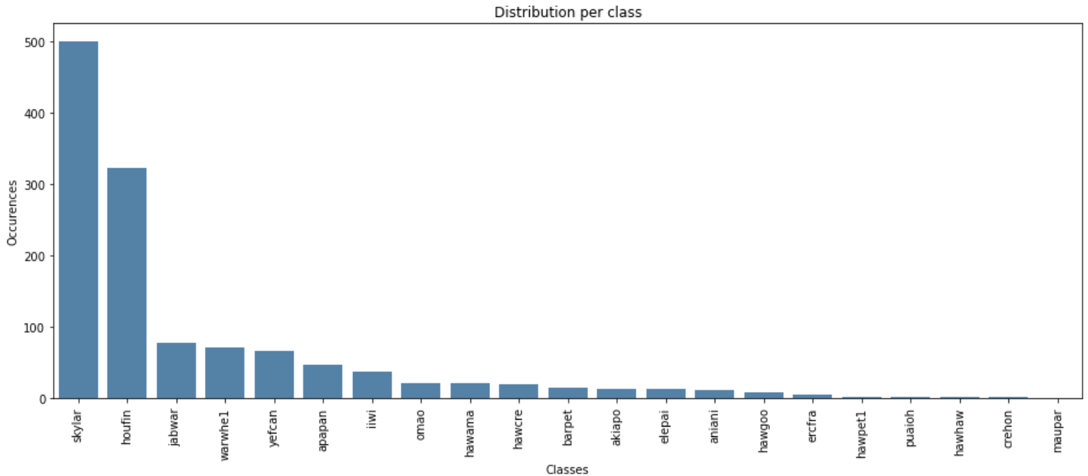 Distribution per class
500
400
300
200
100
0
Occurences
skylar
houfin
jabwar
warwhe1
yefcan
apapan
iiwi
omao
hawama
hawcre
barpet
akiapo
elepai
aniani
hawgoo
ercfra
hawpet1
puaioh
hawhaw
crehon
maupar
Classes